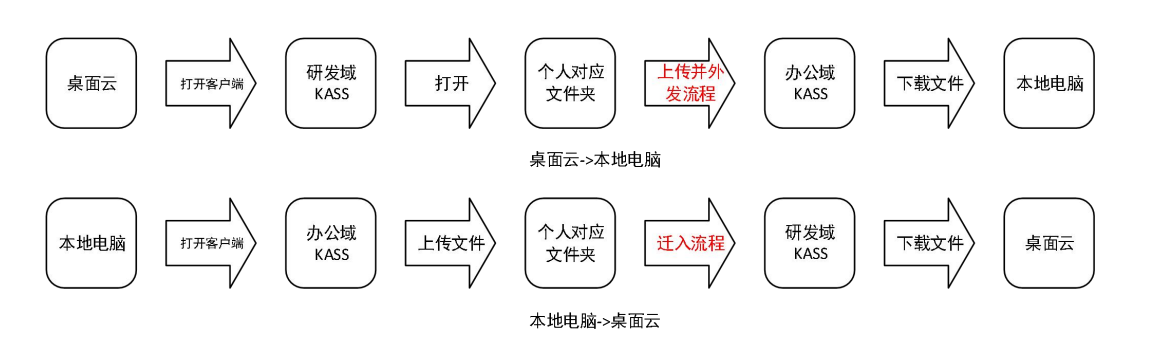 桌面云
打开客户端
研发域
KASS
打开
个人对应
文件夹
上传并外
发流程
办公域
KASS
下载文件
本地电脑
桌面云->本地电脑
本地电脑
打开客户端
办公域
KASS
上传文件
个人对应
文件夹
迁入流程
研发域
KASS
下载文件
桌面云
本地电脑->桌面云